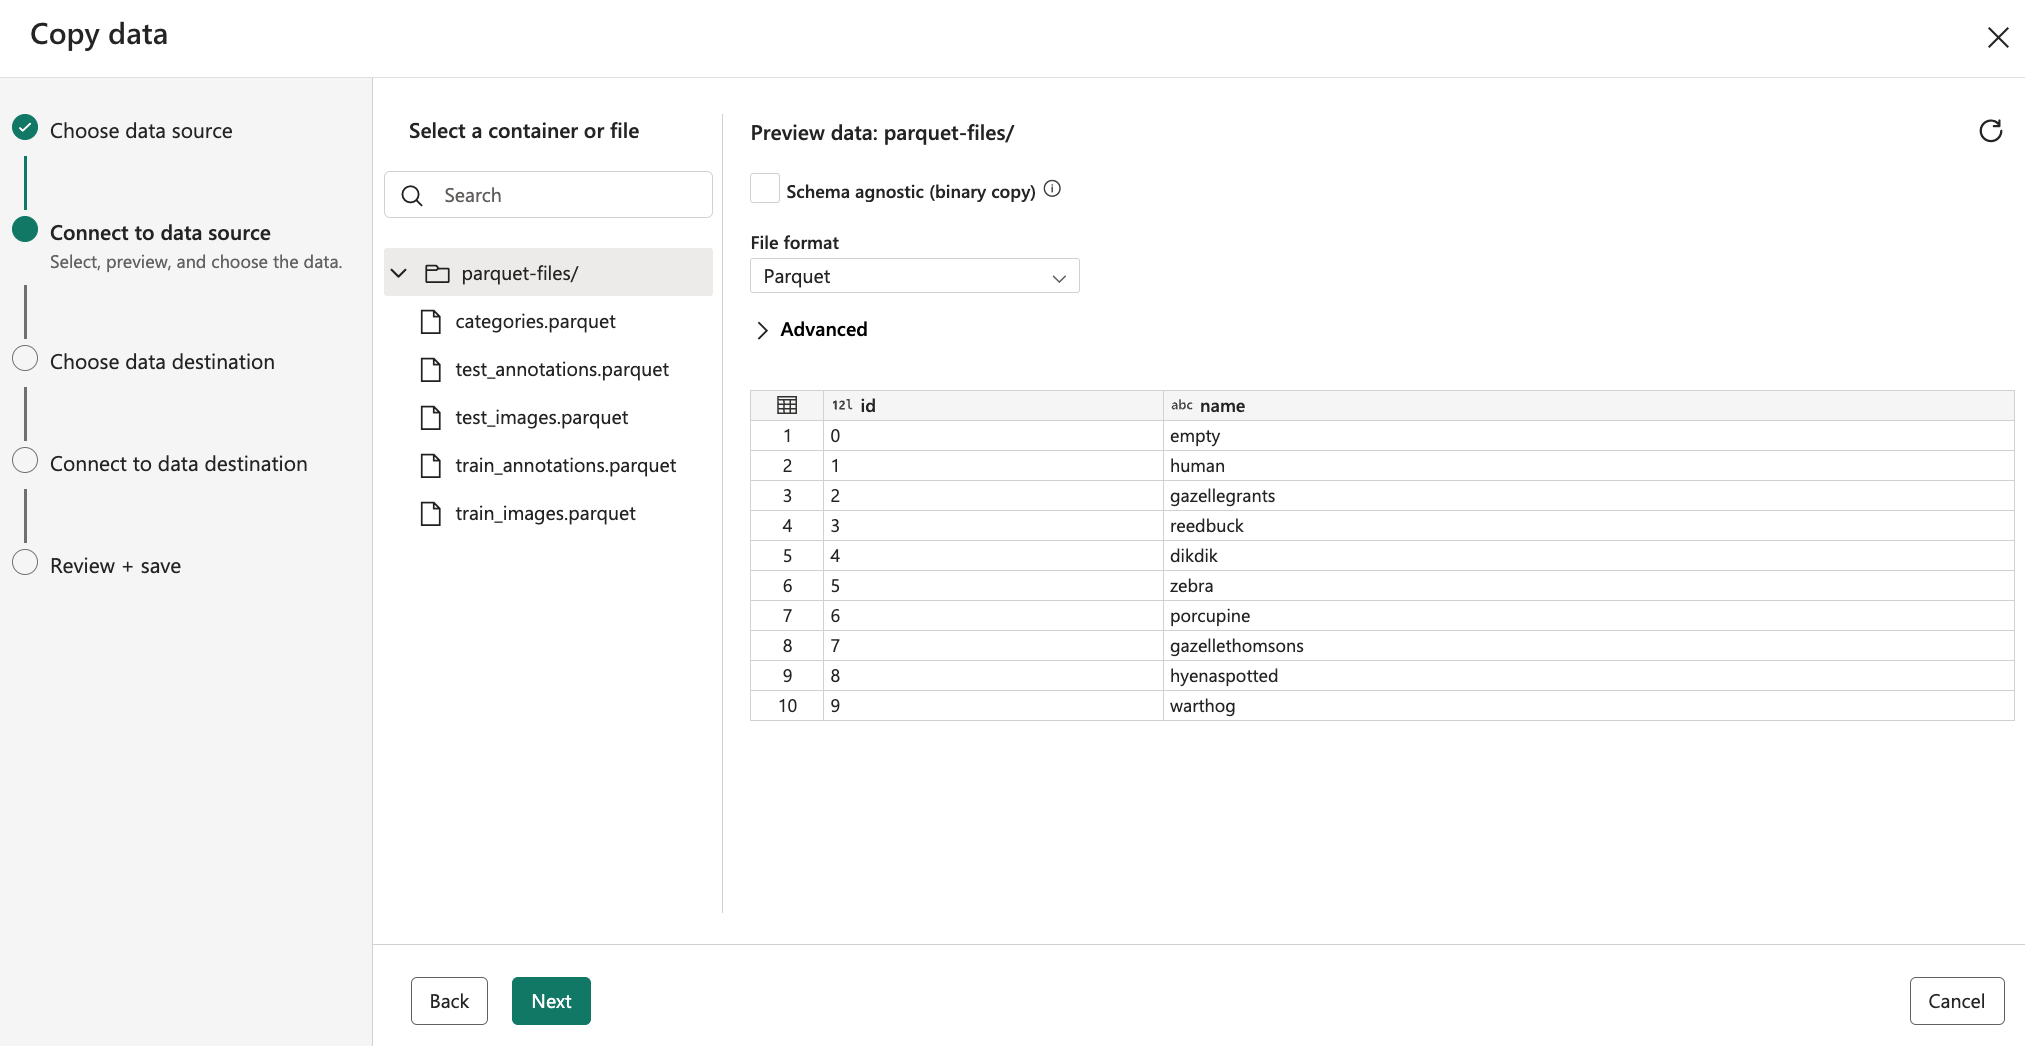 Copy data
Choose data source
Connect to data source
Select, preview, and choose the data.
Choose data destination
Connect to data destination
Review + save
Select a container or file
Search
parquet-files/
categories.parquet
test_annotations.parquet
test_images.parquet
train_annotations.parquet
train_images.parquet
Preview data: parquet-files/
Schema agnostic (binary copy)
File format
Parquet
Advanced
12l id abc name
1 0 empty
2 1 human
3 2 gazellegrants
4 3 reedbuck
5 4 dikdik
6 5 zebra
7 6 porcupine
8 7 gazellethomsons
9 8 hyenaspotted
10 9 warthog
Back Next Cancel